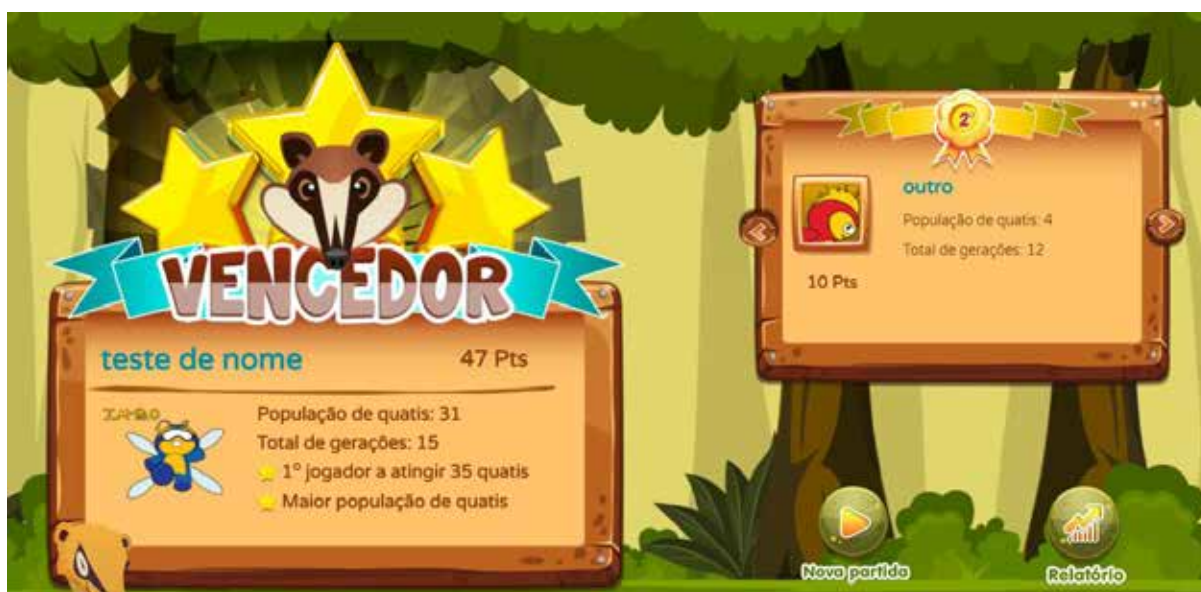 VENCEDOR
teste de nome
47 Pts
População de quatis: 31
Total de gerações: 15
1º jogador a atingir 35 quatis
Maior população de quatis
2º
outro
População de quatis: 4
Total de gerações: 12
10 Pts
Nova partida
Relatório